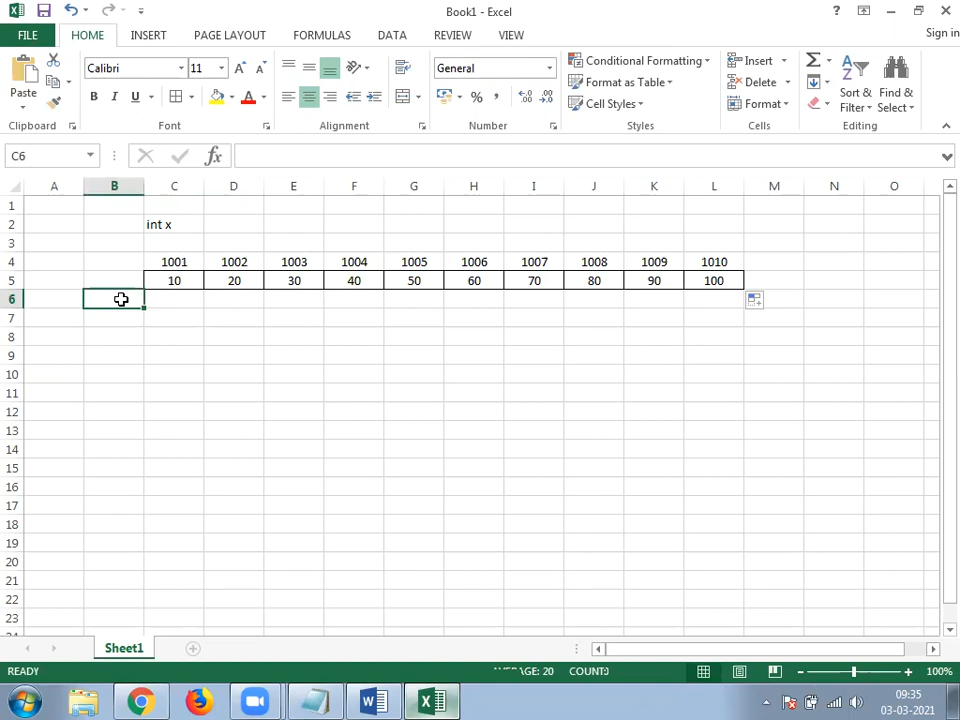 Book1 - Excel
Sign in
FILE HOME INSERT PAGE LAYOUT FORMULAS DATA REVIEW VIEW
Paste
Calibri 11
B I U
General
Conditional Formatting
Format as Table
Cell Styles
Insert
Delete
Format
Sort & Filter
Find & Select
Clipboard Font Alignment Number Styles Cells Editing
C6
A B C D E F G H I J K L M N O
1
2 int x
3
4 1001 1002 1003 1004 1005 1006 1007 1008 1009 1010
5 10 20 30 40 50 60 70 80 90 100
6
7
8
9
10
11
12
13
14
15
16
17
18
19
20
21
22
23
Sheet1
READY
AGE: 20
100%
09:35
03-03-2021